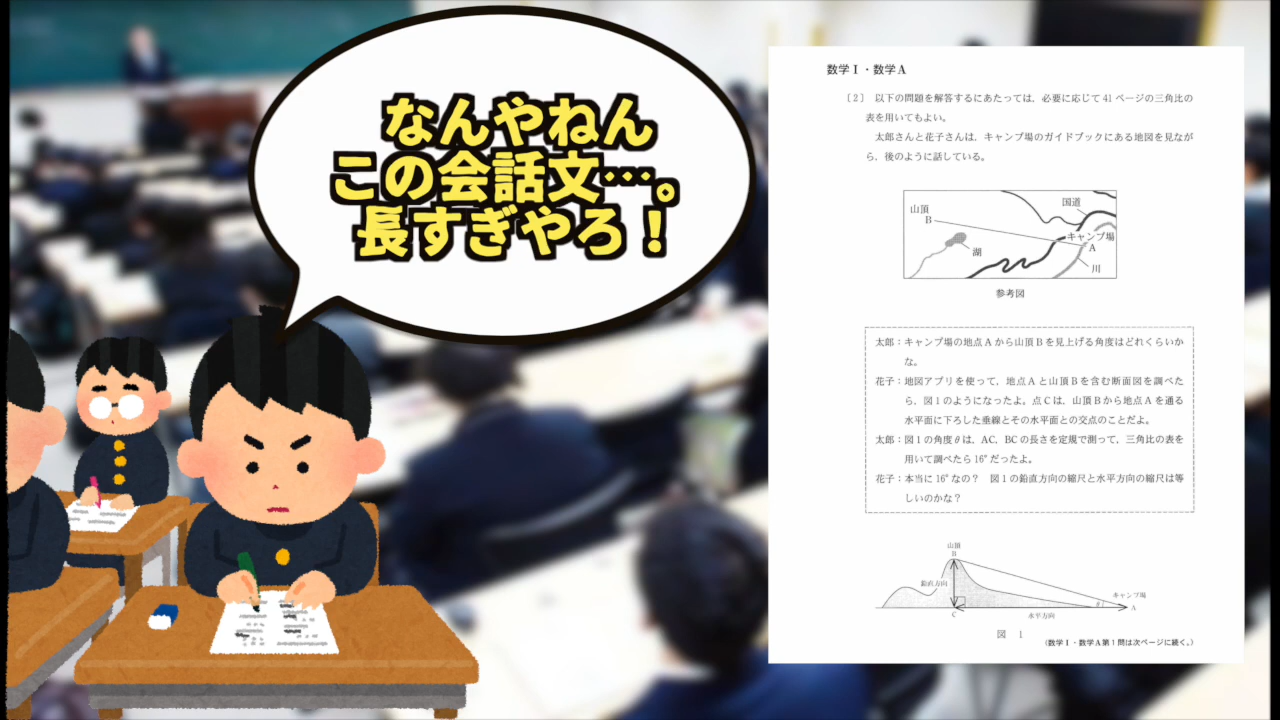 なんやねん
この会話文…。
長すぎやろ！
数学Ⅰ・数学A
〔2〕 以下の問題を解答するにあたっては、必要に応じて41ページの三角比の
表を用いてもよい。
太郎さんと花子さんは、キャンプ場のガイドブックにある地図を見なが
ら、後のように話している。
山頂
B
国道
キャンプ場
A
湖
川
参考図
太郎：キャンプ場の地点Aから山頂Bを見上げる角度はどれくらいか
な。
花子：地図アプリを使って、地点Aと山頂Bを含む断面図を調べた
ら、図1のようになったよ。点Cは、山頂Bから地点Aを通る
水平面に下ろした垂線とその水平面との交点のことだよ。
太郎：図1の角度θは、AC、BCの長さを定規で測って、三角比の表を
用いて調べたら16°だったよ。
花子：本当に16°なの？ 図1の鉛直方向の縮尺と水平方向の縮尺は等
しいのかな？
山頂
B
鉛直方向
キャンプ場
θ
A
C
水平方向
図 1
（数学Ⅰ・数学A第1問は次ページに続く。）